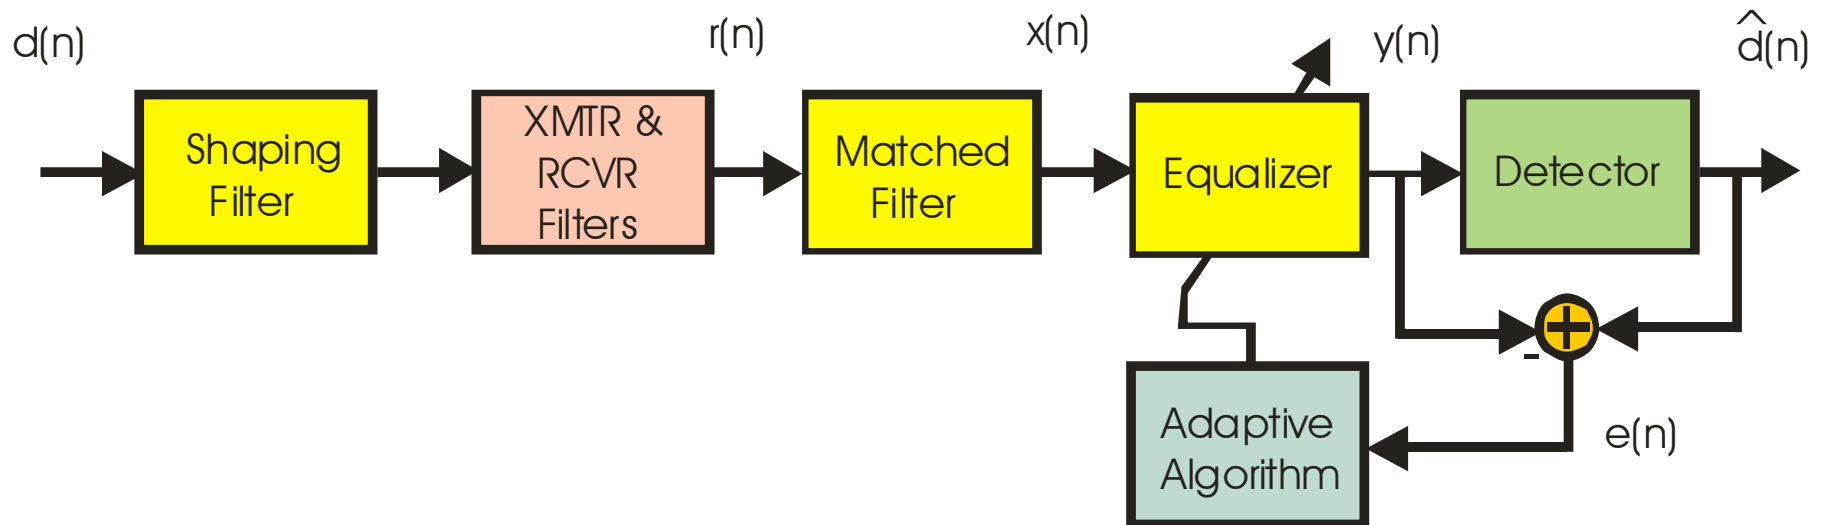 d(n)
r(n)
x(n)
y(n)
d̂(n)
Shaping
Filter
XMTR &
RCVR
Filters
Matched
Filter
Equalizer
Detector
-
+
Adaptive
Algorithm
e(n)